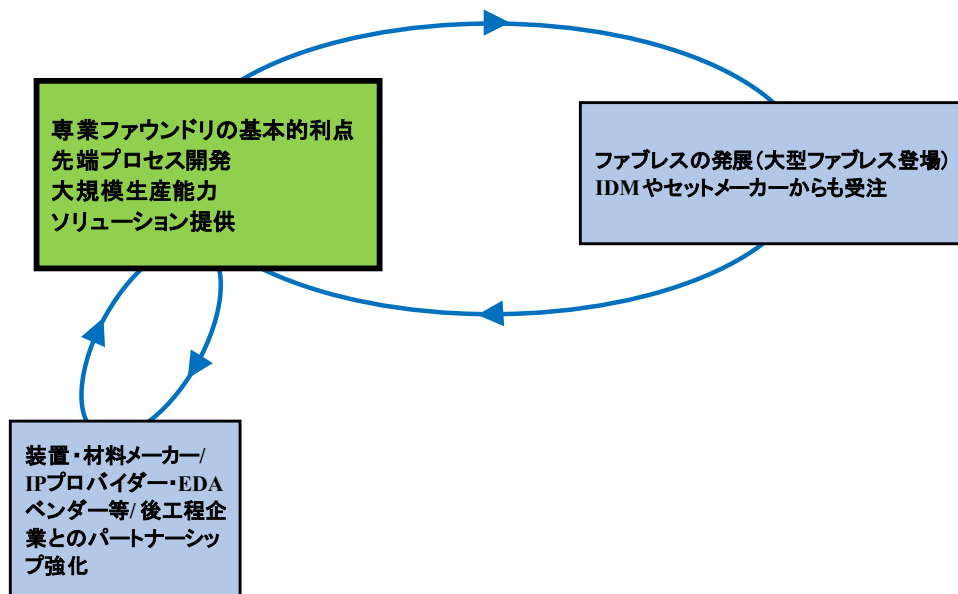 専業ファウンドリの基本的利点
先端プロセス開発
大規模生産能力
ソリューション提供
ファブレスの発展(大型ファブレス登場)
IDMやセットメーカーからも受注
装置・材料メーカー/
IPプロバイダー・EDA
ベンダー等/後工程企
業とのパートナーシッ
プ強化